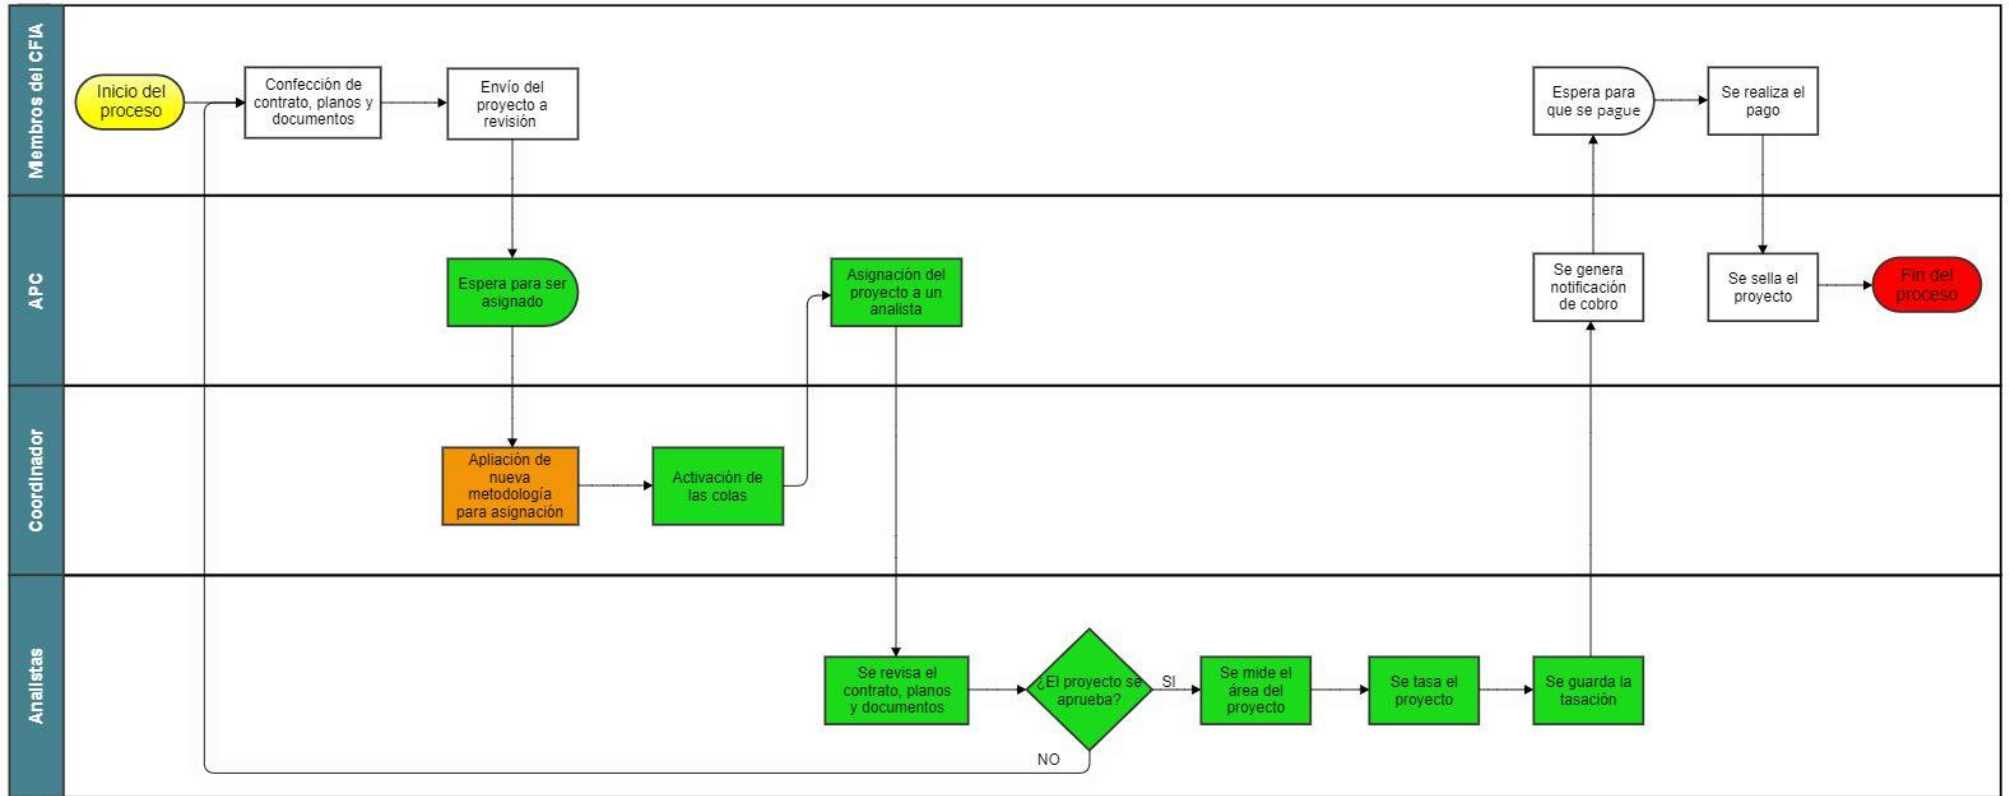 Membros del CFIA
Inicio del
proceso
Confección de
contrato, planos y
documentos
Envío del
proyecto a
revisión
Espera para
que se pague
Se realiza el
pago
APC
Espera para ser
asignado
Asignación del
proyecto a un
analista
Se genera
notificación
de cobro
Se sella el
proyecto
Fin del
proceso
Coordinador
Apliación de
nueva
metodología
para asignación
Activación de
las colas
Analistas
Se revisa el
contrato, planos
y documentos
¿El proyecto se
aprueba?
SI
Se mide el
área del
proyecto
Se tasa el
proyecto
Se guarda la
tasación
NO